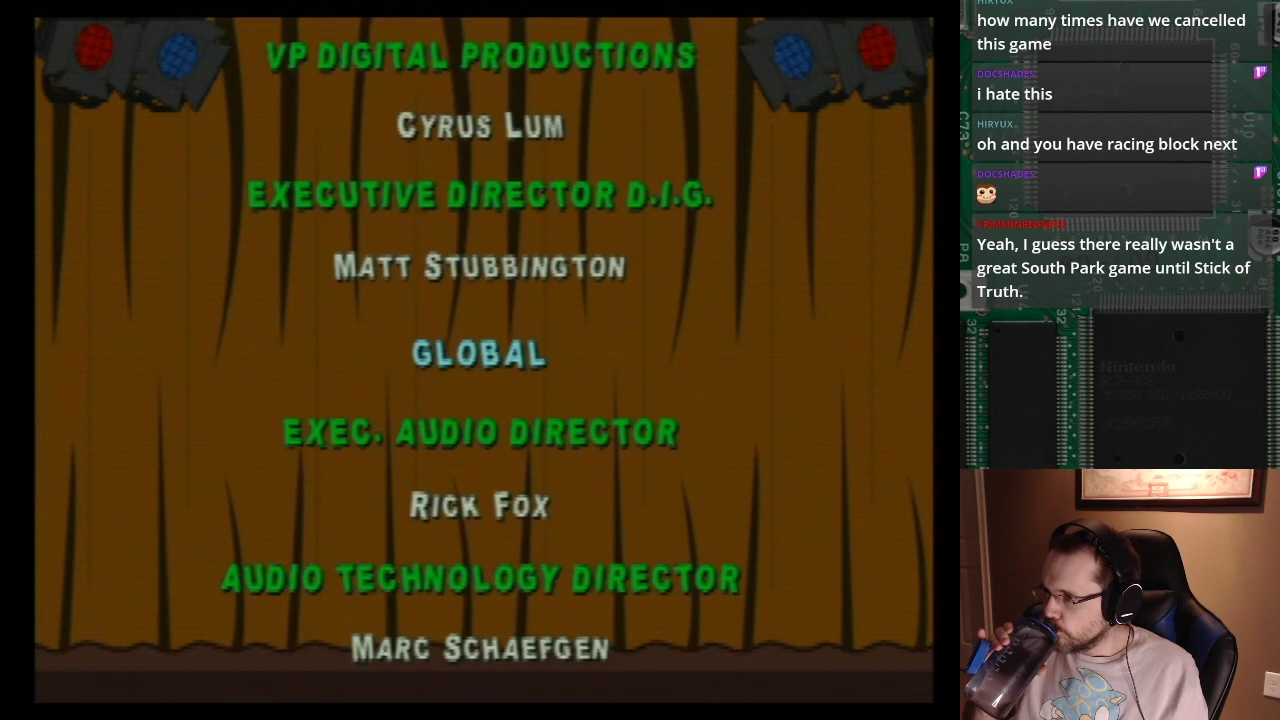 VP DIGITAL PRODUCTIONS
CYRUS LUM
EXECUTIVE DIRECTOR D.I.G.
MATT STUBBINGTON
GLOBAL
EXEC. AUDIO DIRECTOR
RICK FOX
AUDIO TECHNOLOGY DIRECTOR
MARC SCHAEFGEN
HIRYUX
how many times have we cancelled
this game
DOCSHADES
i hate this
HIRYUX
oh and you have racing block next
DOCSHADES
Yeah, I guess there really wasn't a
great South Park game until Stick of
Truth.
Nintendo